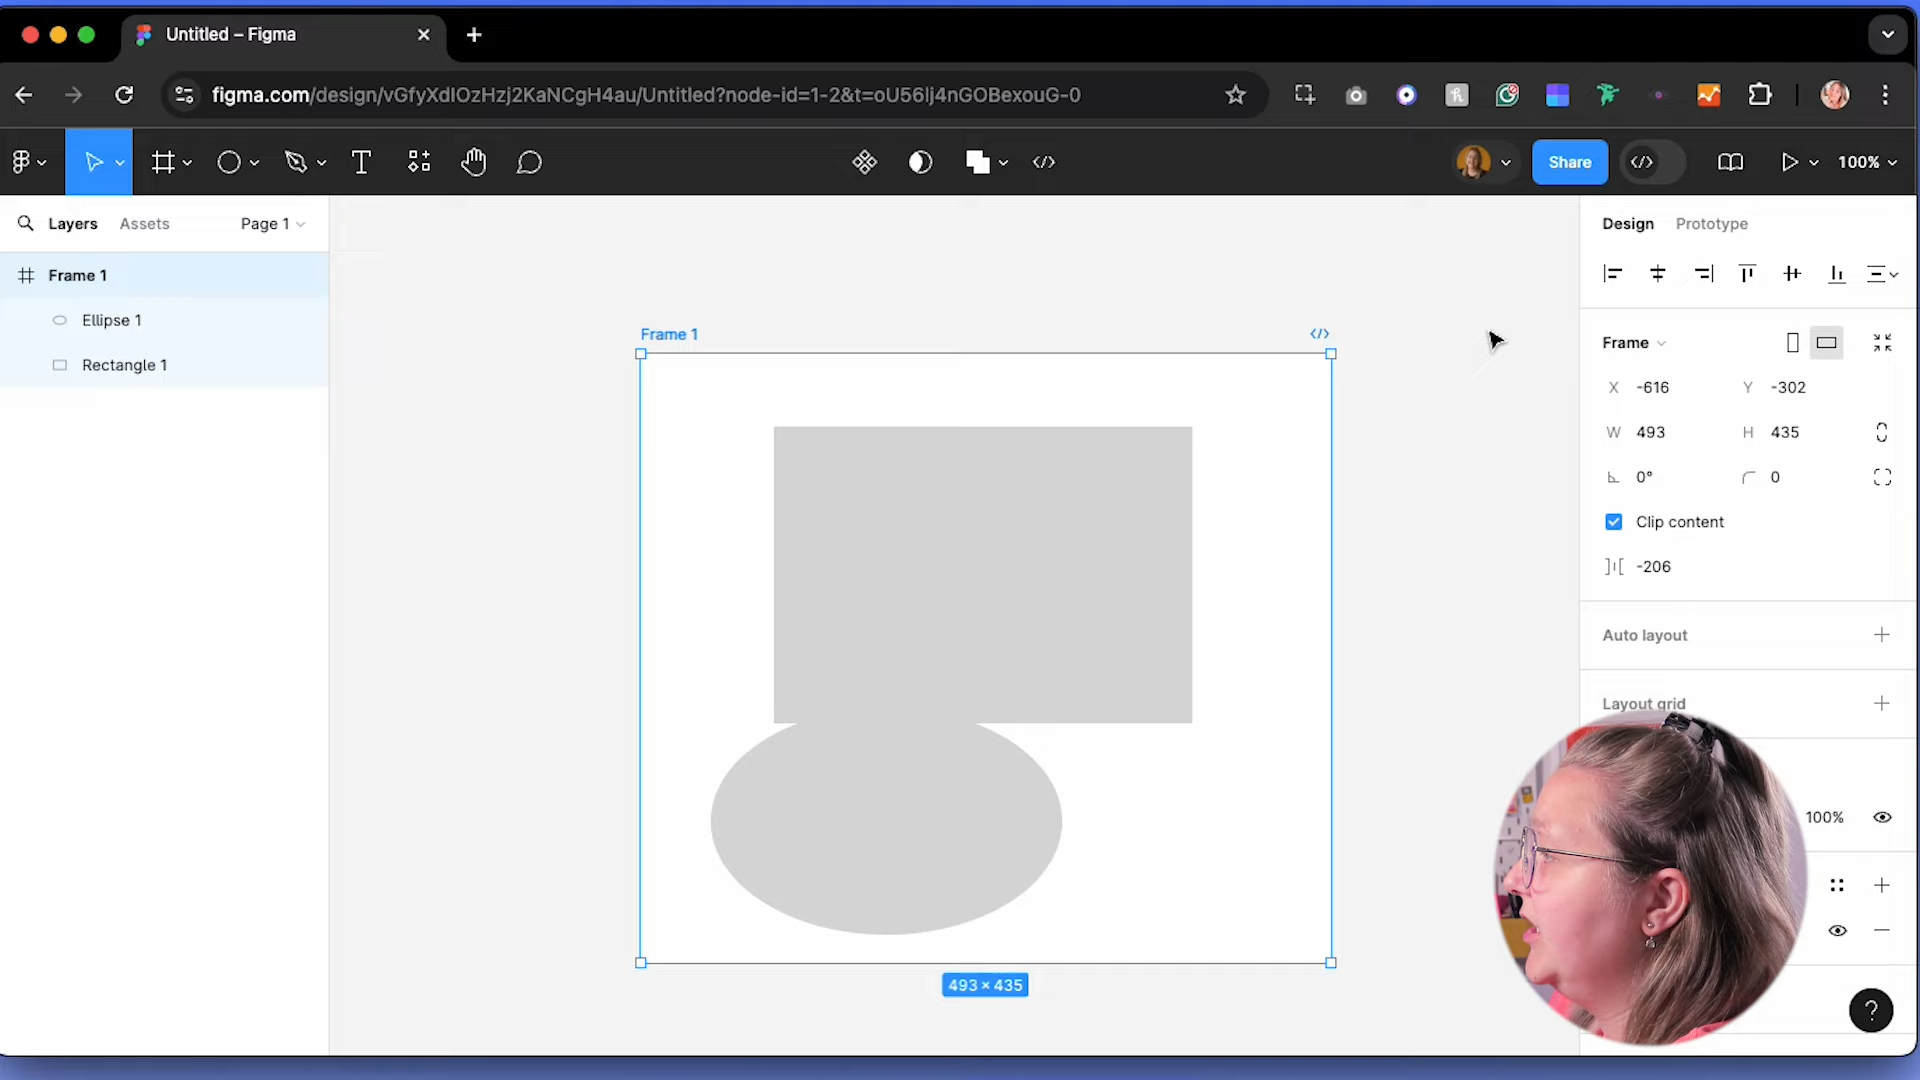 Untitled – Figma
figma.com/design/vGfyXdIOzHzj2KaNCgH4au/Untitled?node-id=1-2&t=oU56lj4nGOBexouG-0
Share
100%
Layers Assets Page 1
Design Prototype
Frame 1
Ellipse 1
Rectangle 1
Frame 1
493 × 435
Frame
X -616 Y -302
W 493 H 435
0° 0
Clip content
-206
Auto layout
Layout grid
100%
?